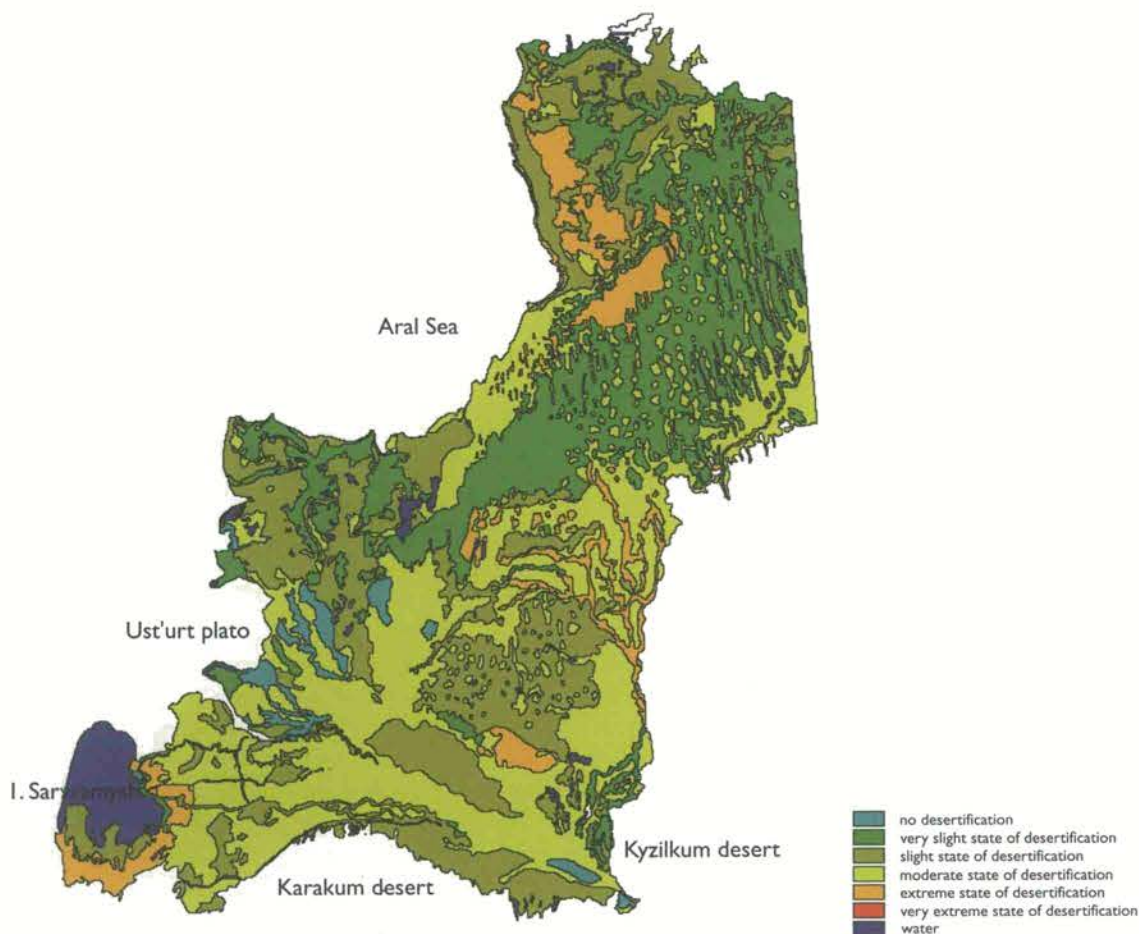 Aral Sea
Ust'urt plato
Kyzilkum desert
Karakum desert
no desertification
very slight state of desertification
slight state of desertification
moderate state of desertification
extreme state of desertification
very extreme state of desertification
water